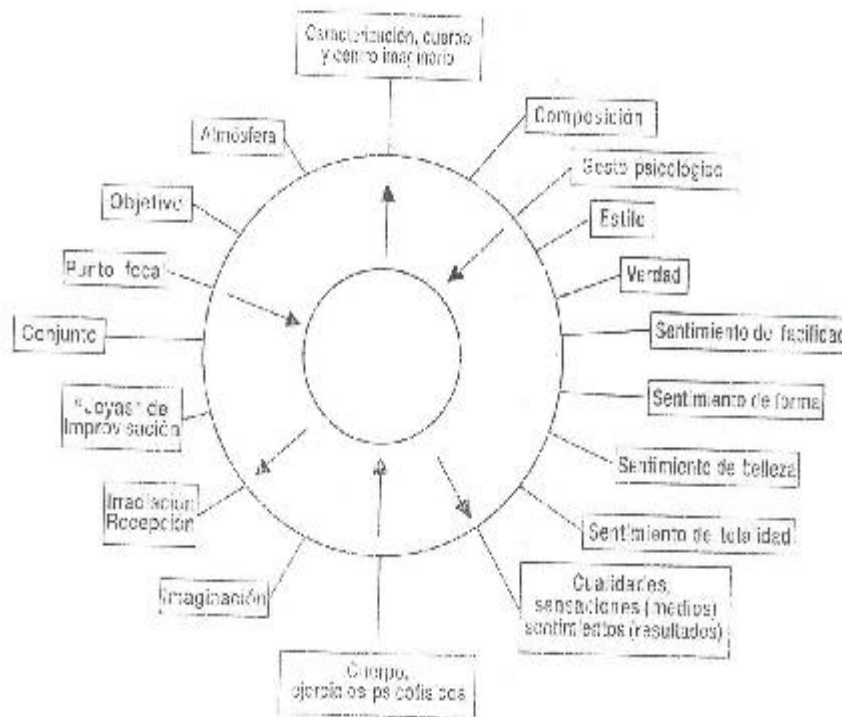 Caracterización, cuerpo
y centro imaginario
Composición
Atmósfera
Gesto psicológico
Objetivo
Estilo
Punto focal
Verdad
Conjunto
Sentimiento de facilidad
"Joyas" de
Improvisación
Sentimiento de forma
Sentimiento de belleza
Irradiación
Recepción
Sentimiento de totalidad
Imaginación
Cualidades,
sensaciones (medios)
sentimientos (resultados)
Cuerpo,
ejercicios psicofísicos